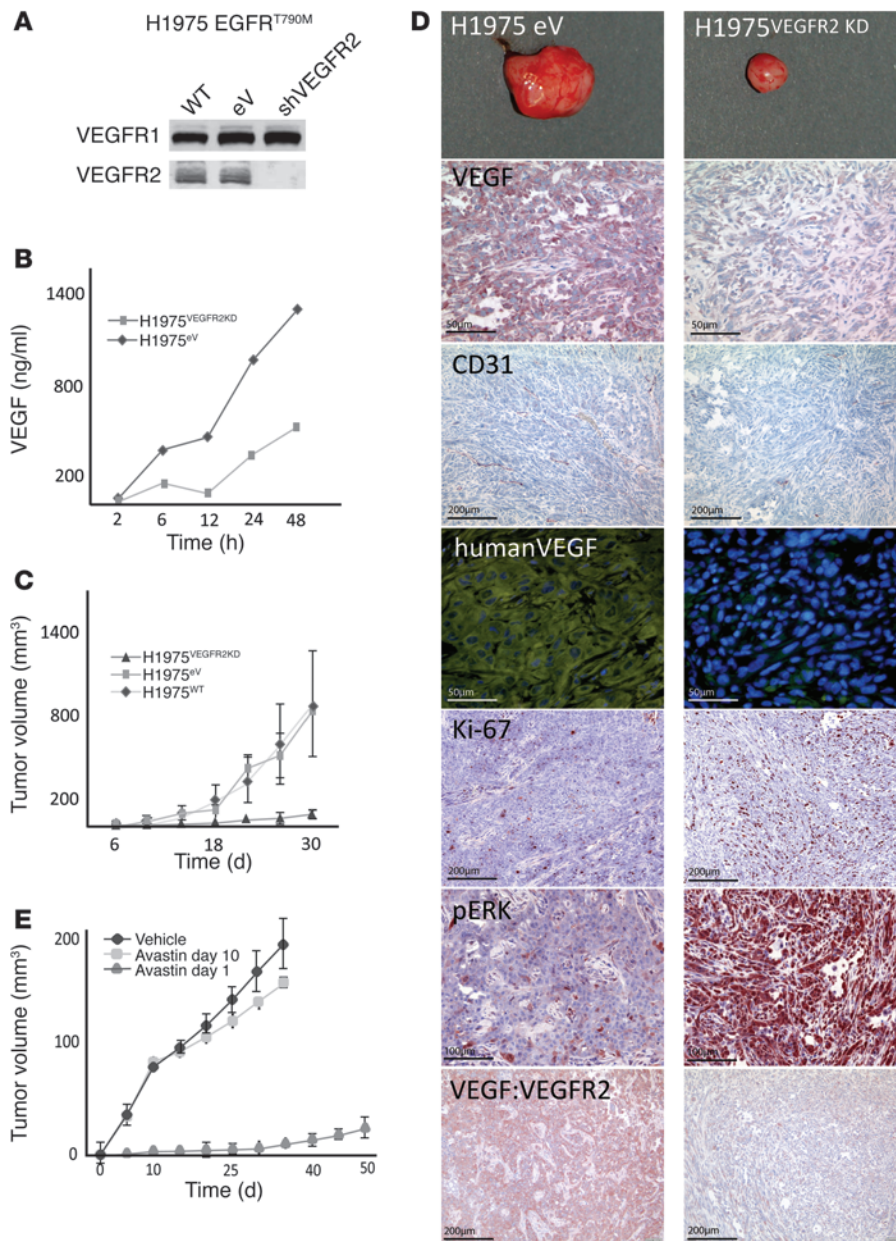 A
H1975 EGFRT790M
WT
eV
shVEGFR2
VEGFR1
VEGFR2
B
1400
H1975VEGFR2KD
H1975eV
800
VEGF (ng/ml)
200
2 6 12 24 48
Time (h)
C
1400
H1975VEGFR2KD
H1975eV
H1975WT
800
Tumor volume (mm3)
200
6 18 30
Time (d)
E
200
Vehicle
Avastin day 10
Avastin day 1
Tumor volume (mm3)
100
0
0 10 25 40 50
Time (d)
D
H1975 eV
H1975VEGFR2 KD
VEGF
50µm
50µm
CD31
200µm
200µm
humanVEGF
50µm
50µm
Ki-67
200µm
200µm
pERK
100µm
100µm
VEGF:VEGFR2
200µm
200µm